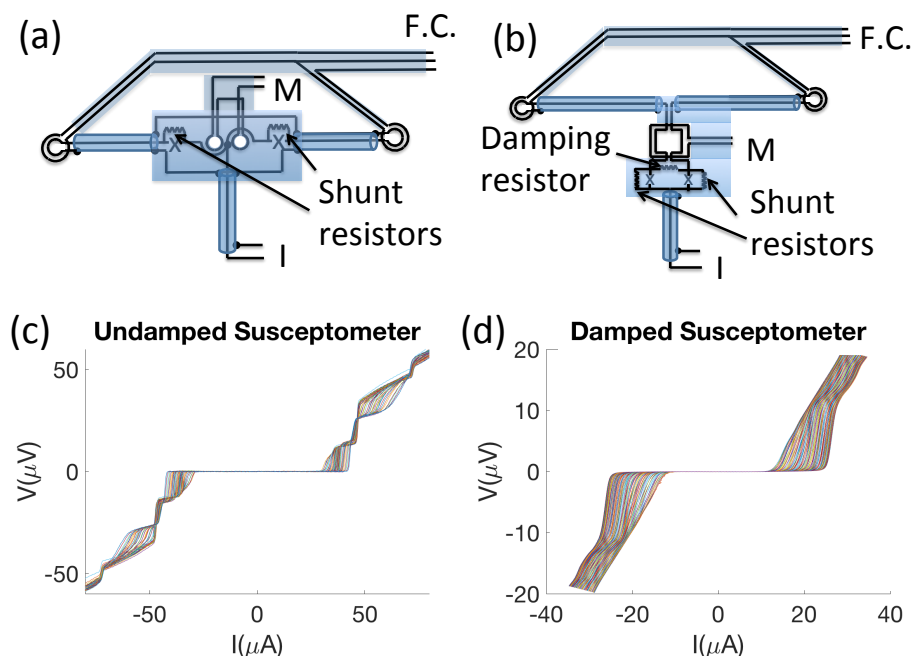 (a)
F.C.
M
X
X
Shunt
resistors
I
(b)
F.C.
Damping
resistor
M
X
X
Shunt
resistors
I
(c)
Undamped Susceptometer
V(μV)
50
0
-50
-50
0
50
I(μA)
(d)
Damped Susceptometer
V(μV)
20
10
0
-10
-20
-40
-20
0
20
40
I(μA)